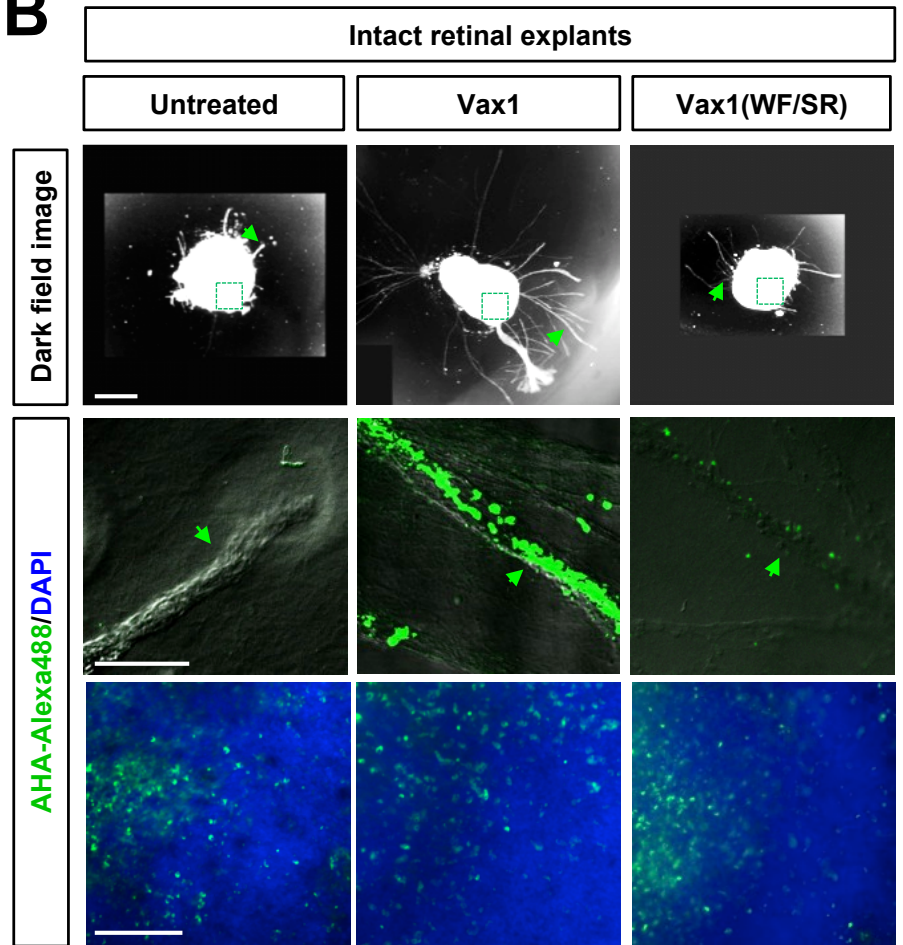 B
Intact retinal explants
Untreated
Vax1
Vax1(WF/SR)
Dark field image
AHA-Alexa488/DAPI